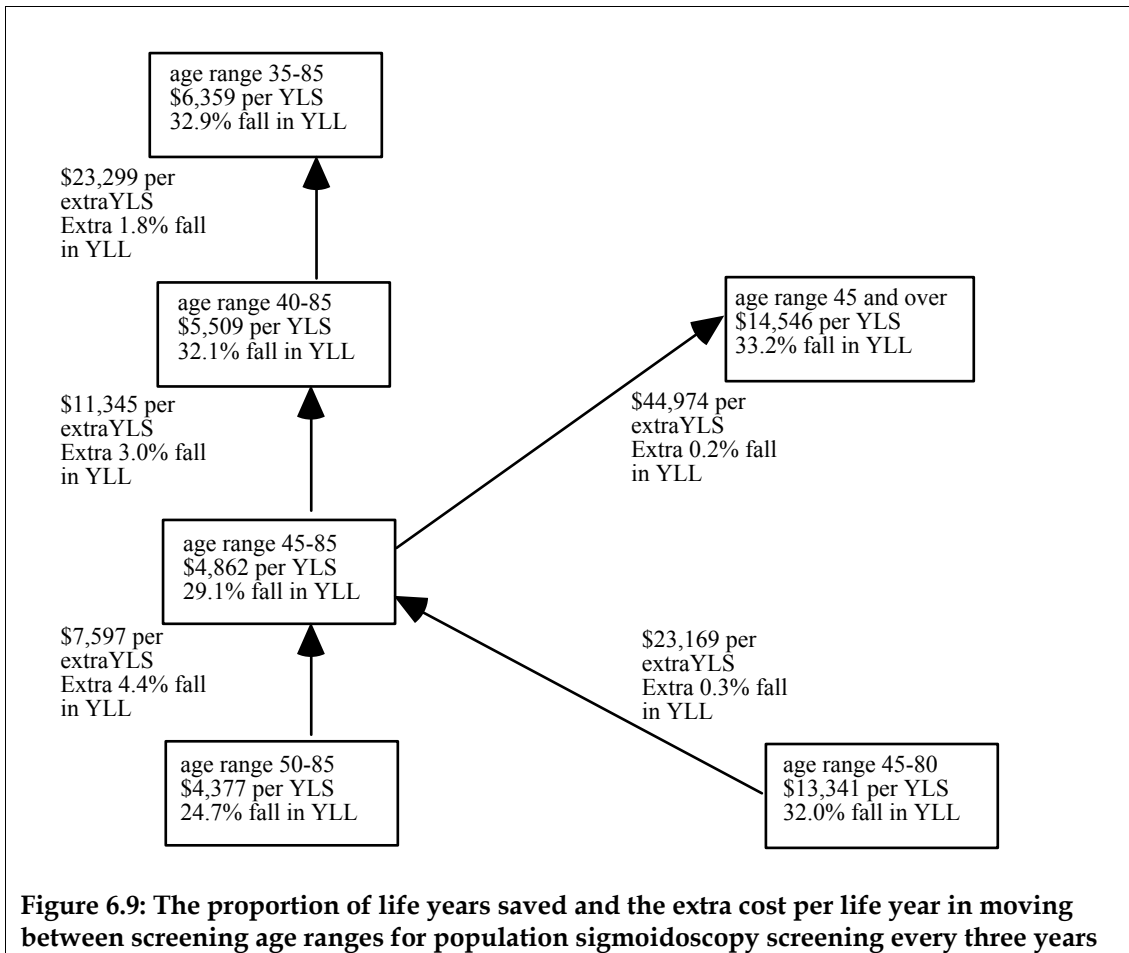 age range 35-85
$6,359 per YLS
32.9% fall in YLL
$23,299 per
extraYLS
Extra 1.8% fall
in YLL
age range 40-85
$5,509 per YLS
32.1% fall in YLL
age range 45 and over
$14,546 per YLS
33.2% fall in YLL
$11,345 per
extraYLS
Extra 3.0% fall
in YLL
$44,974 per
extraYLS
Extra 0.2% fall
in YLL
age range 45-85
$4,862 per YLS
29.1% fall in YLL
$7,597 per
extraYLS
Extra 4.4% fall
in YLL
$23,169 per
extraYLS
Extra 0.3% fall
in YLL
age range 50-85
$4,377 per YLS
24.7% fall in YLL
age range 45-80
$13,341 per YLS
32.0% fall in YLL
Figure 6.9: The proportion of life years saved and the extra cost per life year in moving
between screening age ranges for population sigmoidoscopy screening every three years